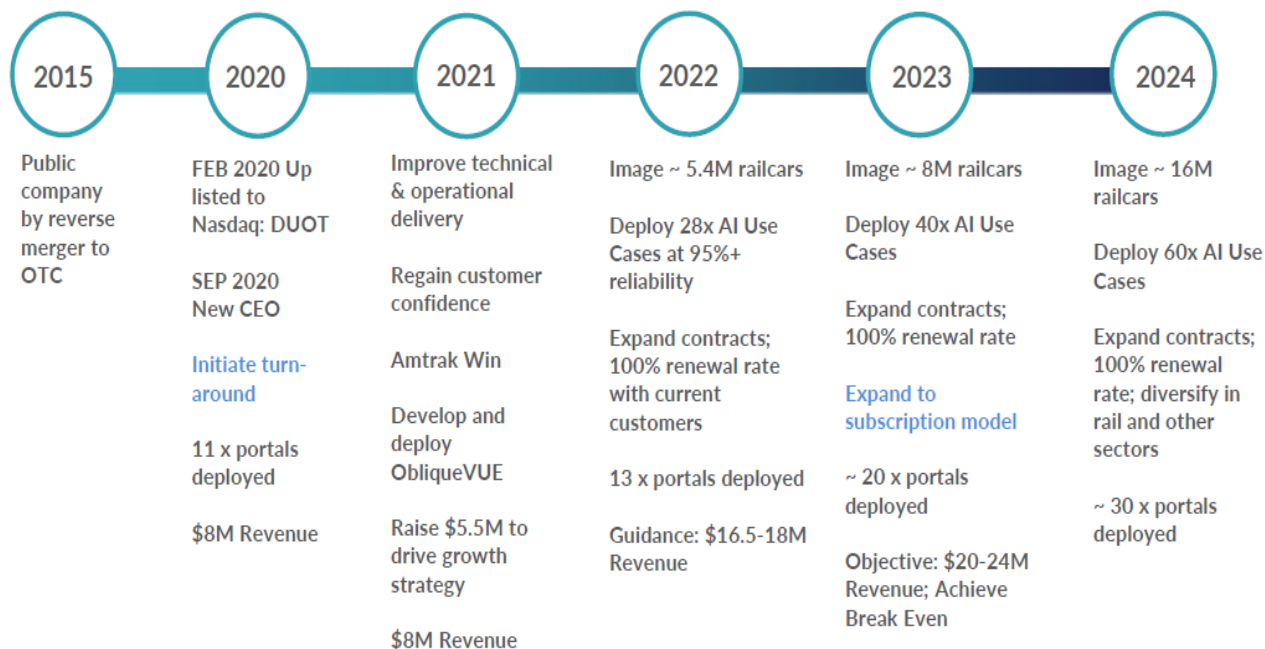 2015
2020
2021
2022
2023
2024
Public
company
by reverse
merger to
OTC
FEB 2020 Up
listed to
Nasdaq: DUOT
SEP 2020
New CEO
Initiate turn-
around
11 x portals
deployed
$8M Revenue
Improve technical
& operational
delivery
Regain customer
confidence
Amtrak Win
Develop and
deploy
ObliqueVUE
Raise $5.5M to
drive growth
strategy
$8M Revenue
Image ~ 5.4M railcars
Deploy 28x AI Use
Cases at 95%+
reliability
Expand contracts;
100% renewal rate
with current
customers
13 x portals deployed
Guidance: $16.5-18M
Revenue
Image ~ 8M railcars
Deploy 40x AI Use
Cases
Expand contracts;
100% renewal rate
Expand to
subscription model
~ 20 x portals
deployed
Objective: $20-24M
Revenue; Achieve
Break Even
Image ~ 16M
railcars
Deploy 60x AI Use
Cases
Expand contracts;
100% renewal
rate; diversify in
rail and other
sectors
~ 30 x portals
deployed